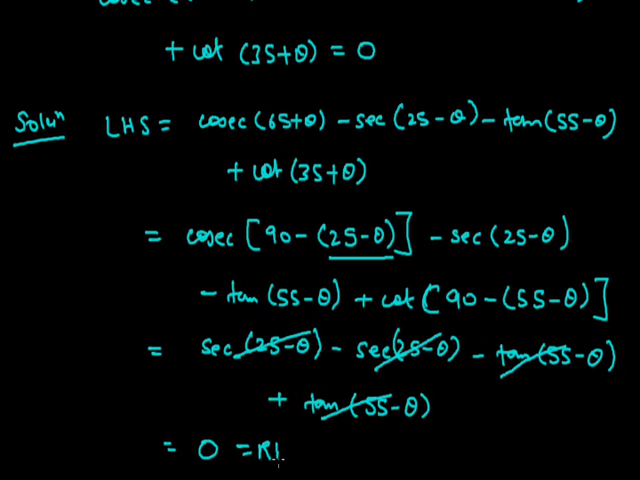 + cot (35+θ) = 0
Soluⁿ LHS = cosec (65+θ) - sec (25-θ) - tan (55-θ)
+ cot (35+θ)
= cosec [90 - (25-θ)] - sec (25-θ)
- tan (55-θ) + cot [90 - (55-θ)]
= sec (25-θ) - sec (25-θ) - tan (55-θ)
+ tan (55-θ)
= 0 = RH